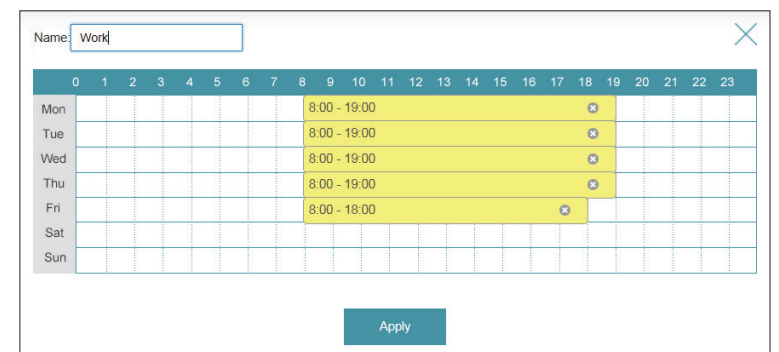 Name: Work
0 1 2 3 4 5 6 7 8 9 10 11 12 13 14 15 16 17 18 19 20 21 22 23
Mon 8:00 - 19:00
Tue 8:00 - 19:00
Wed 8:00 - 19:00
Thu 8:00 - 19:00
Fri 8:00 - 18:00
Sat
Sun
Apply